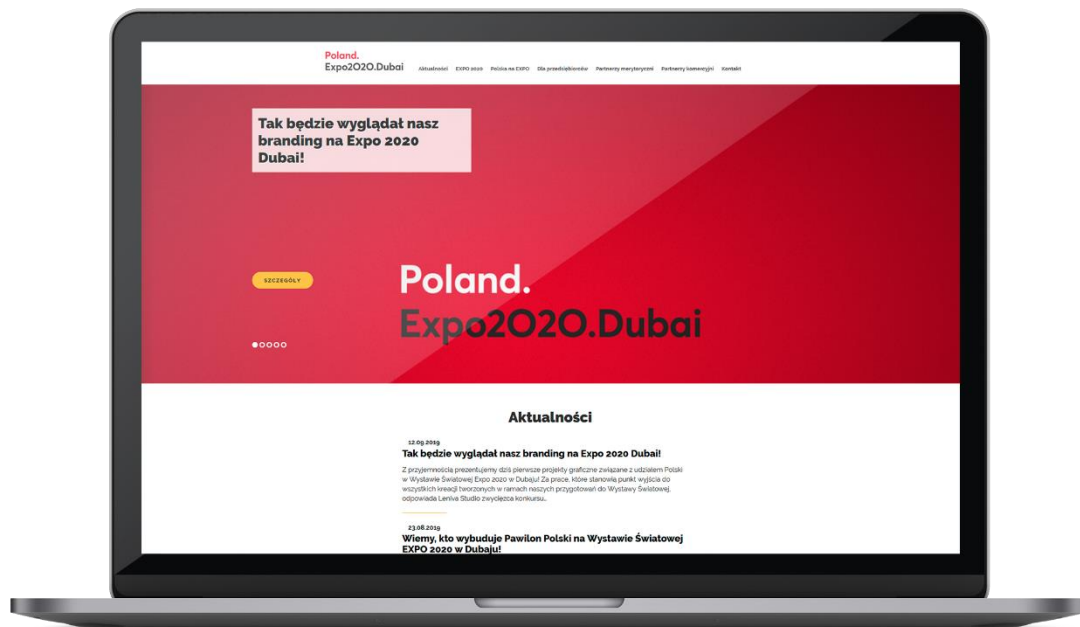 Poland.
Expo2020.Dubai
Aktualności EXPO 2020 Polska na EXPO Dla przedsiębiorców Partnerzy merytoryczni Partnerzy komercyjni Kontakt
Tak będzie wyglądał nasz
branding na Expo 2020
Dubai!
SZCZEGÓŁY
Poland.
Expo2020.Dubai
Aktualności
12.09.2019
Tak będzie wyglądał nasz branding na Expo 2020 Dubai!
Z przyjemnością prezentujemy dziś pierwsze projekty graficzne związane z udziałem Polski
w Wystawie Światowej Expo 2020 w Dubaju! Za prace, które stanowią punkt wyjścia do
wszystkich kreacji tworzonych w ramach naszych przygotowań do Wystawy Światowej,
odpowiada Leniva Studio zwycięzca konkursu…
23.08.2019
Wiemy, kto wybuduje Pawilon Polski na Wystawie Światowej
EXPO 2020 w Dubaju!